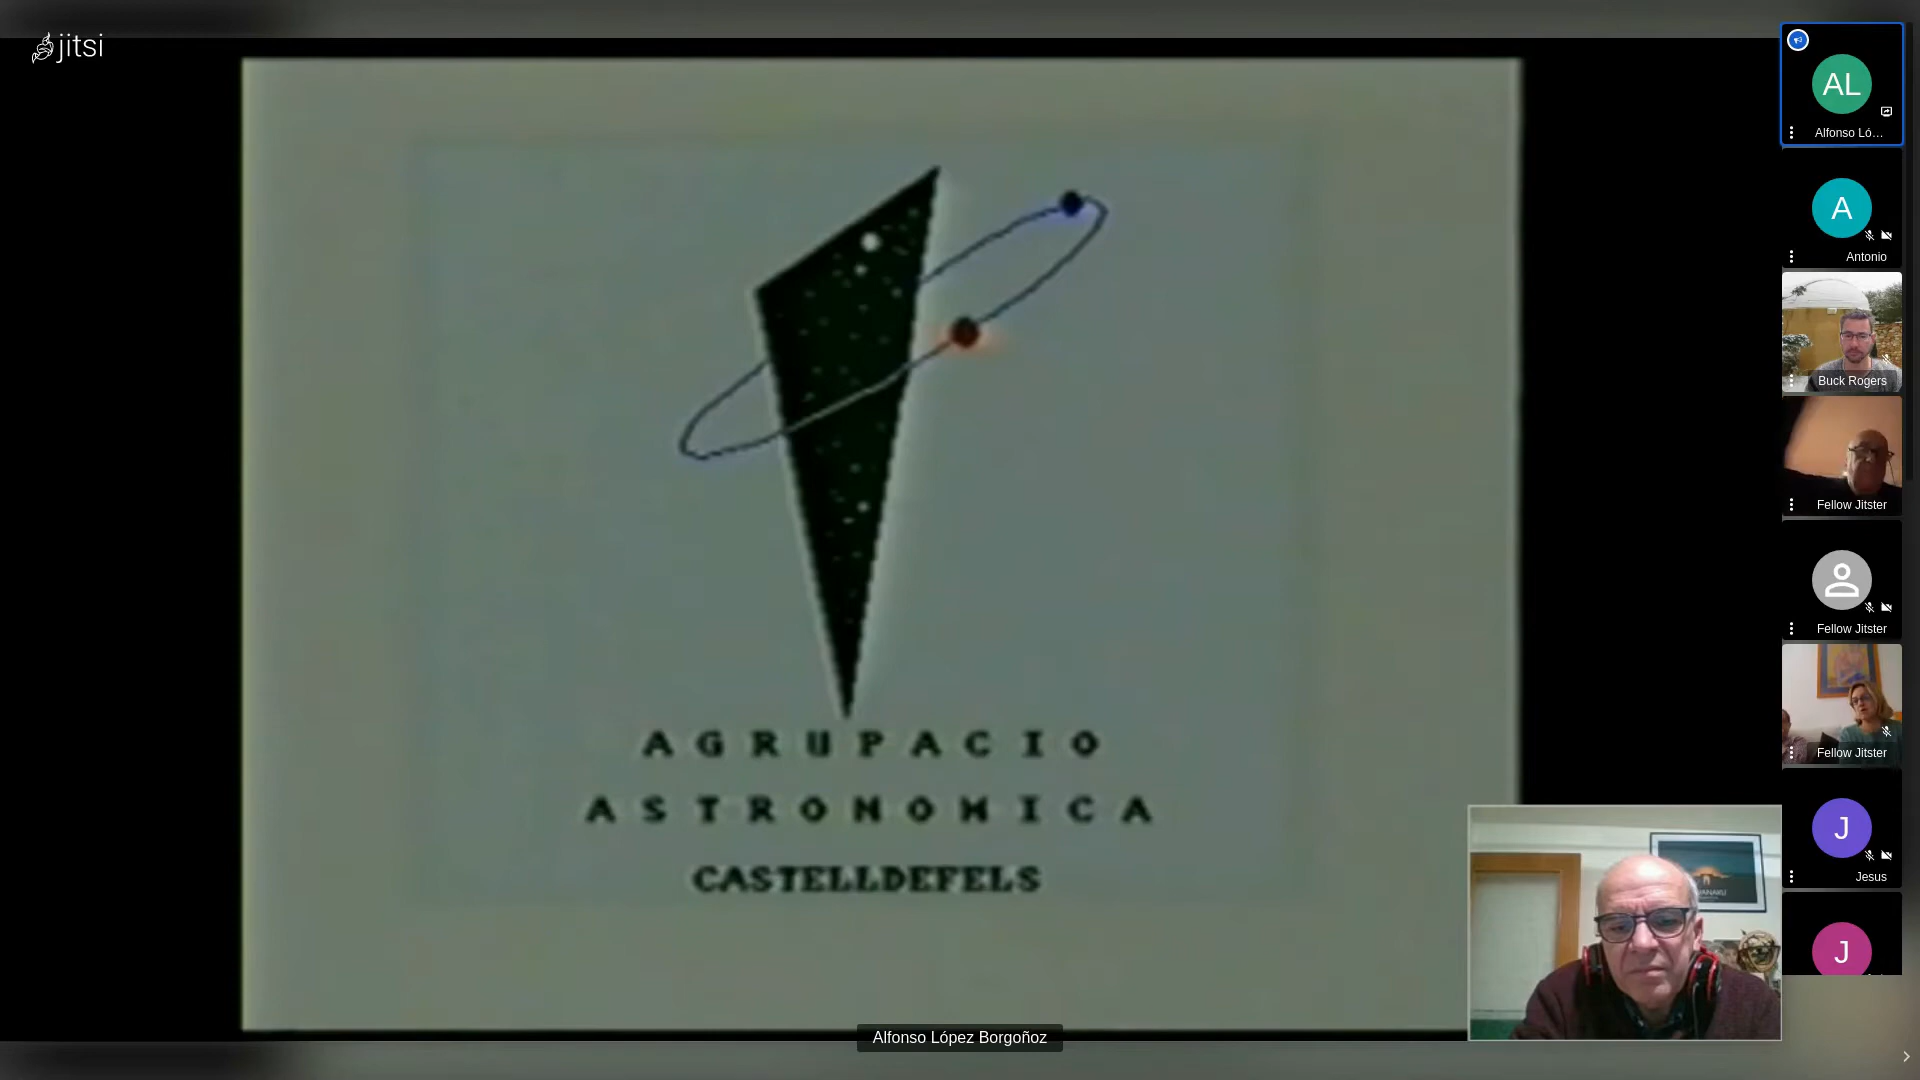 jitsi
AGRUPACIO
ASTRONOMICA
CASTELLDEFELS
Alfonso López Borgoñoz
AL
Alfonso Ló...
A
Antonio
Buck Rogers
Fellow Jitster
Fellow Jitster
Fellow Jitster
J
Jesus
J